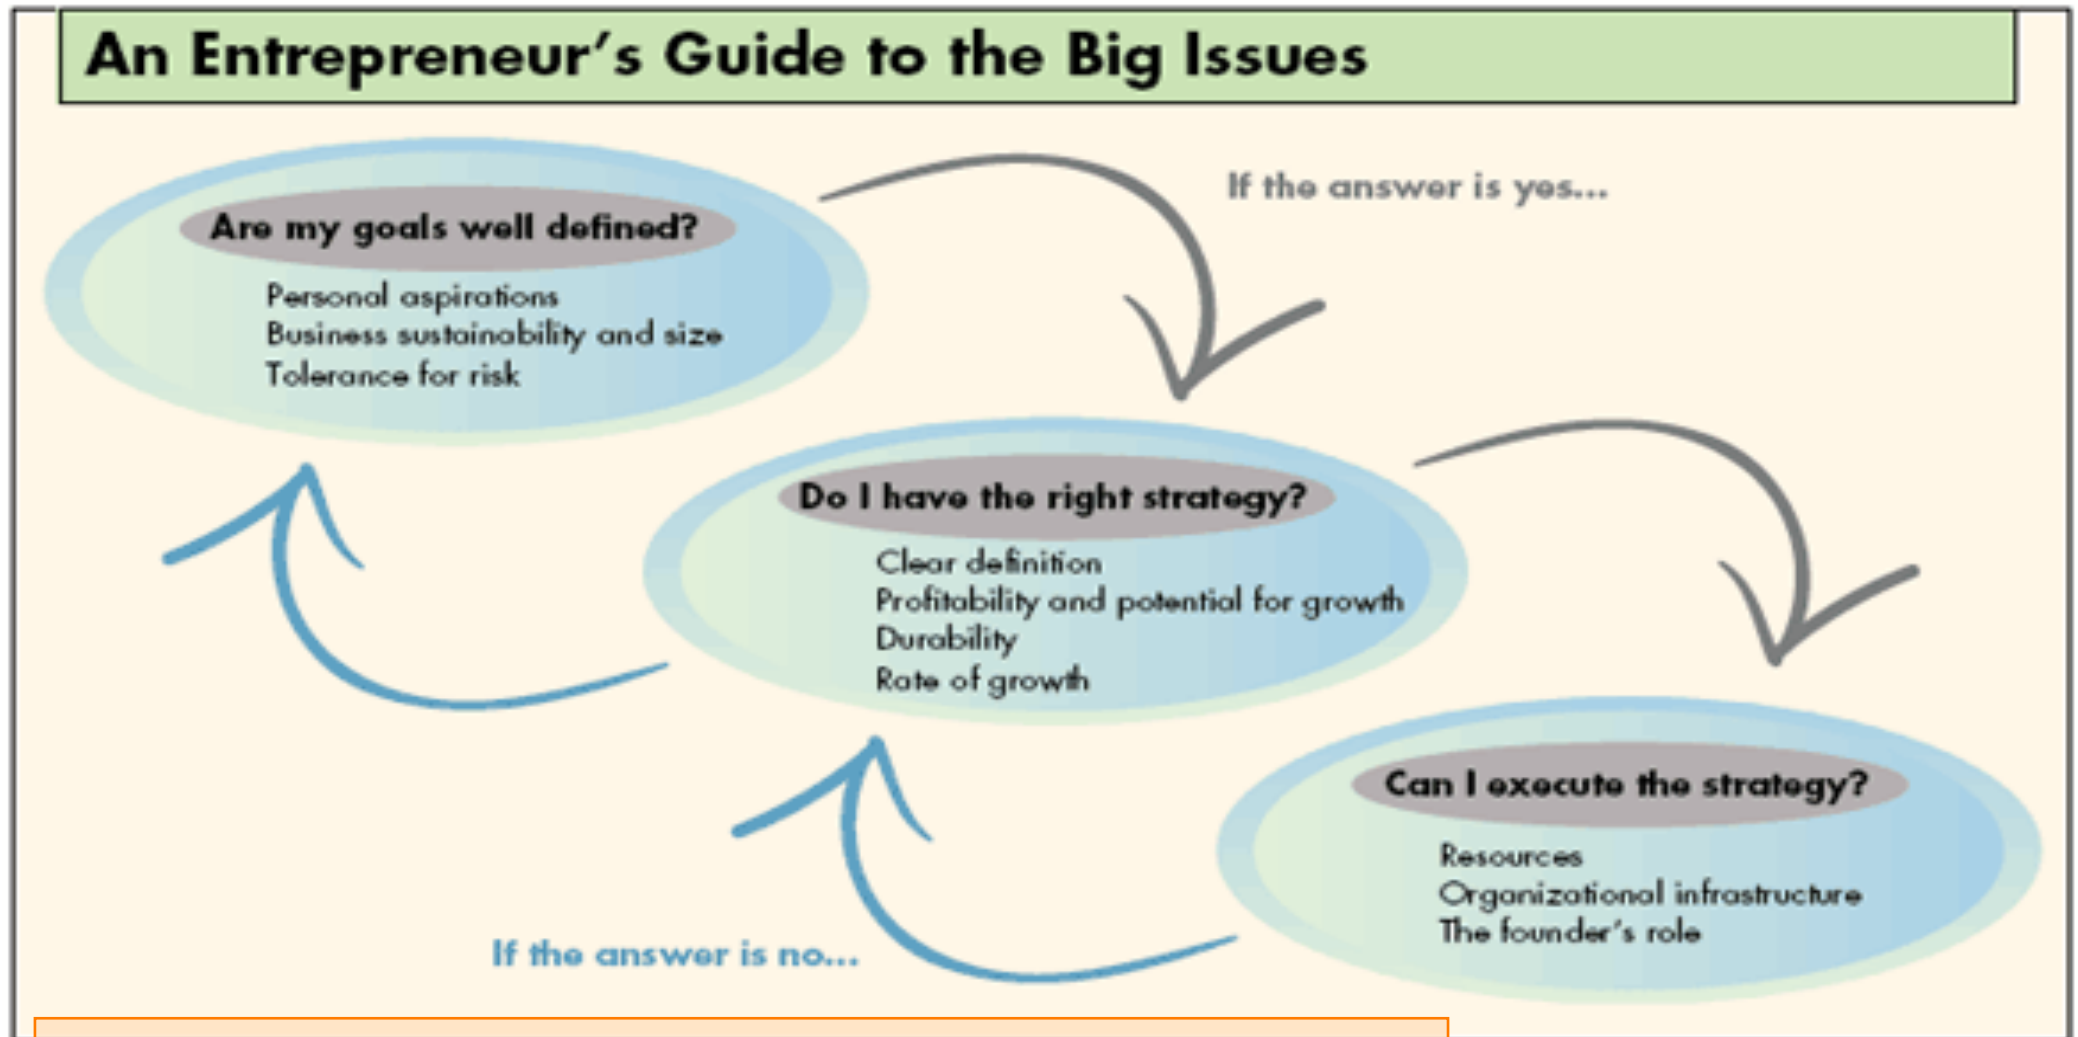 An Entrepreneur’s Guide to the Big Issues
If the answer is yes...
Are my goals well defined?
Personal aspirations
Business sustainability and size
Tolerance for risk
Do I have the right strategy?
Clear definition
Profitability and potential for growth
Durability
Rate of growth
Can I execute the strategy?
Resources
Organizational infrastructure
The founder’s role
If the answer is no...